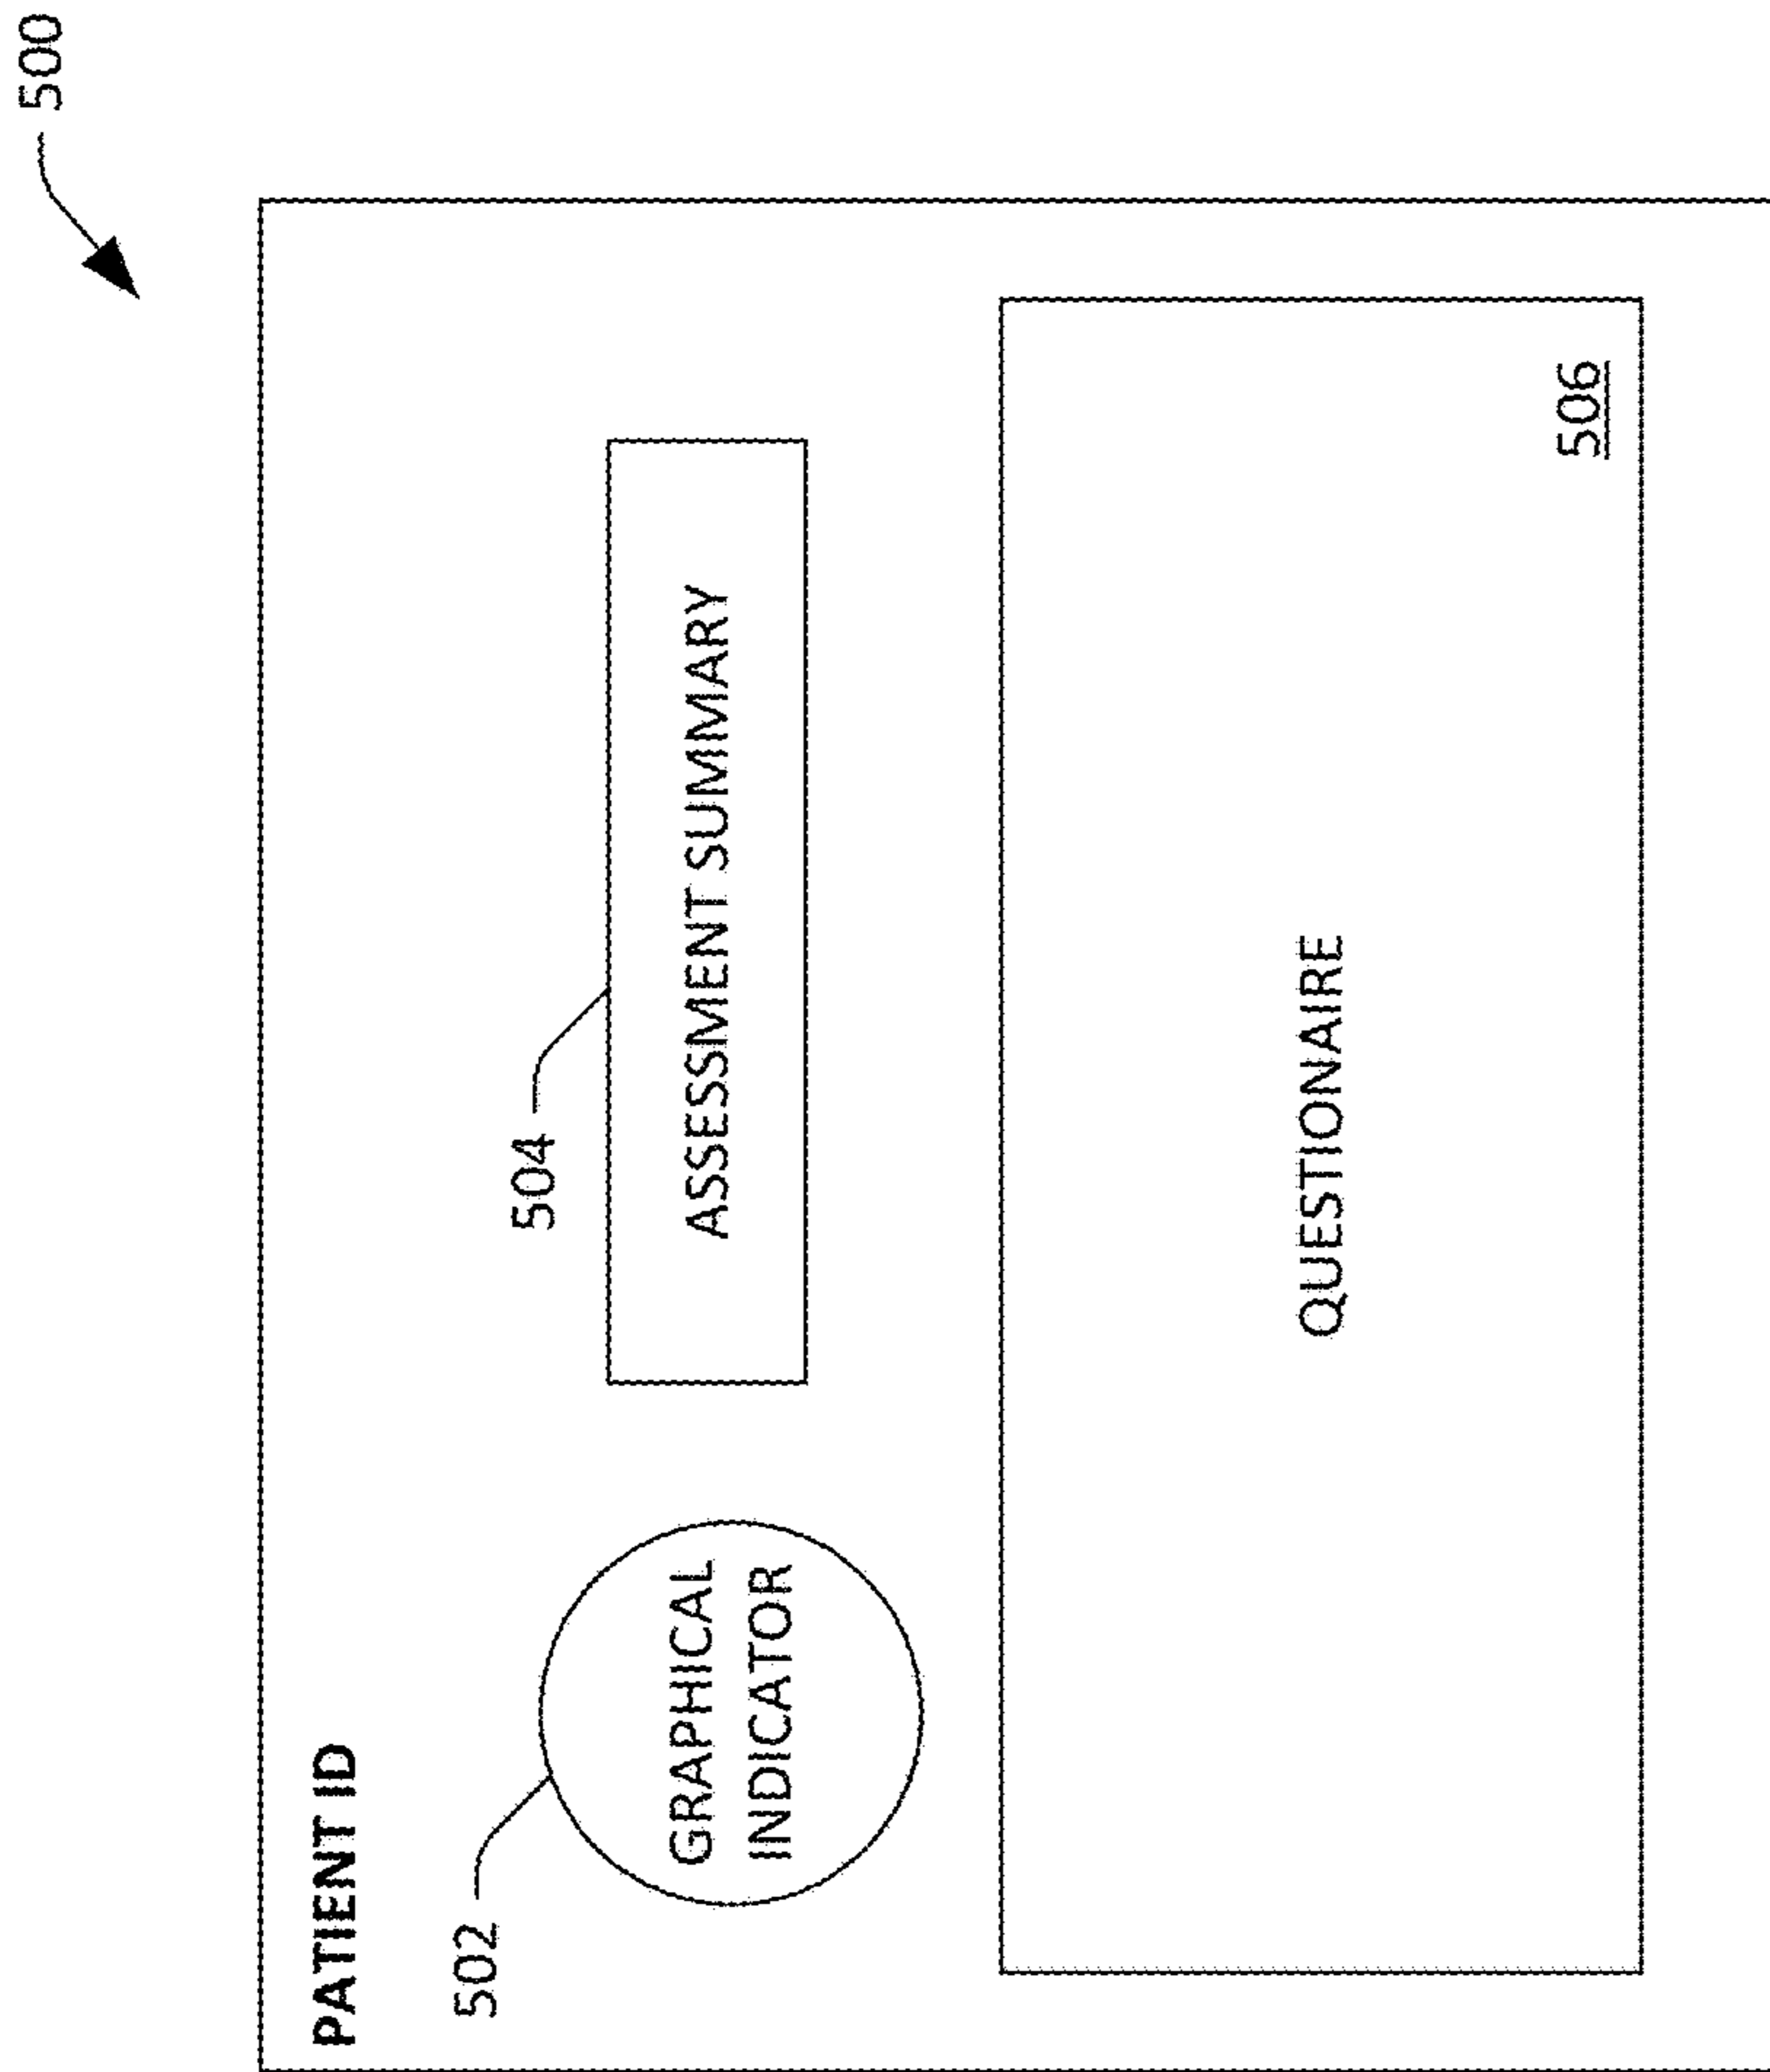 500
PATIENT ID
502
GRAPHICAL
INDICATOR
504
ASSESSMENT SUMMARY
QUESTIONAIRE
506